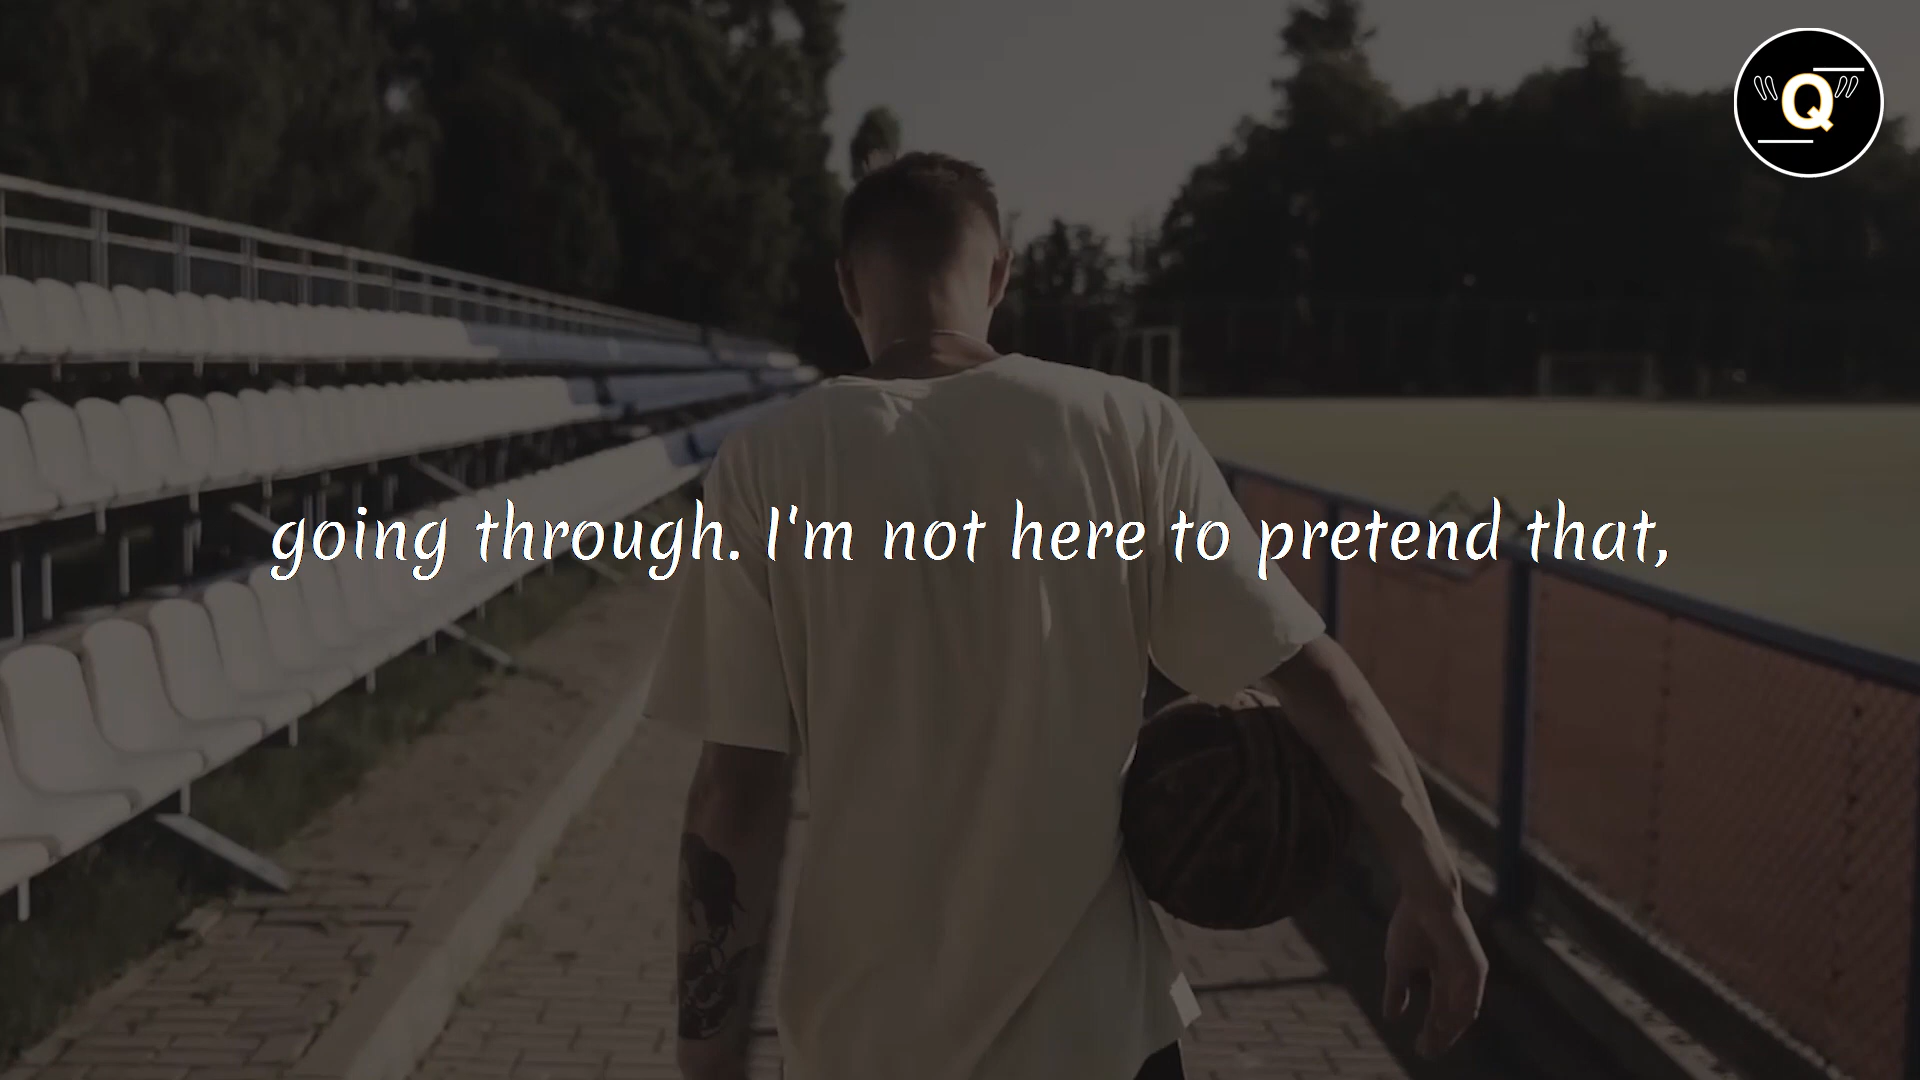 "Q"
going through. I'm not here to pretend that,